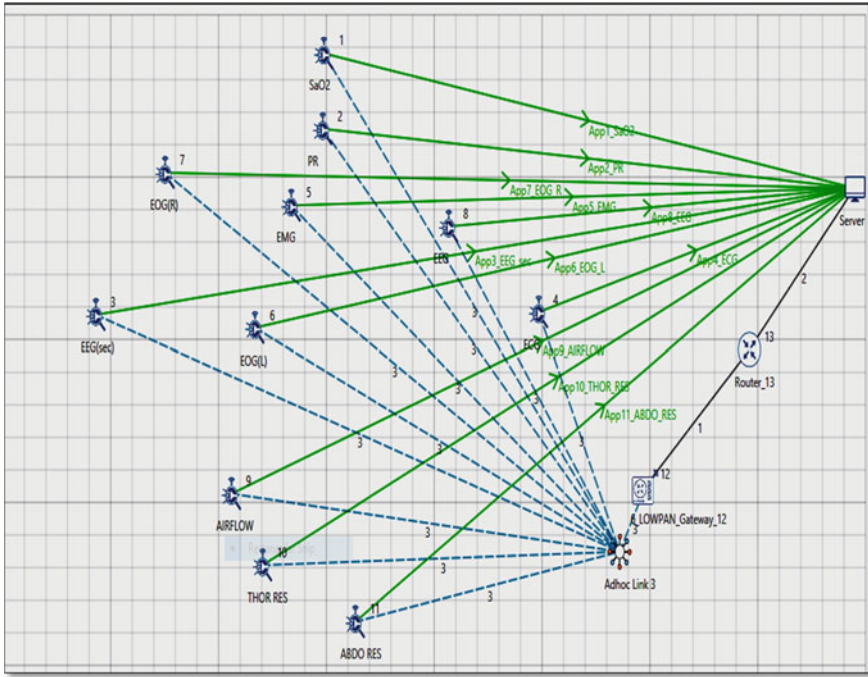 1
SaO2
App1_SaO2
2
PR
App2_PR
7
EOG(R)
App7_EOG_R
5
EMG
App5_EMG
8
EEG
App8_EEG
Server
3
EEG(sec)
App3_EEG_sec
6
EOG(L)
App6_EOG_L
4
ECG
App4_ECG
2
13
Router_13
App9_AIRFLOW
App10_THOR_RES
App11_ABDO_RES
3
3
3
3
3
3
3
3
1
9
AIRFLOW
12
6_LOWPAN_Gateway_12
3
3
10
THOR RES
3
Adhoc Link 3
3
11
ABDO RES